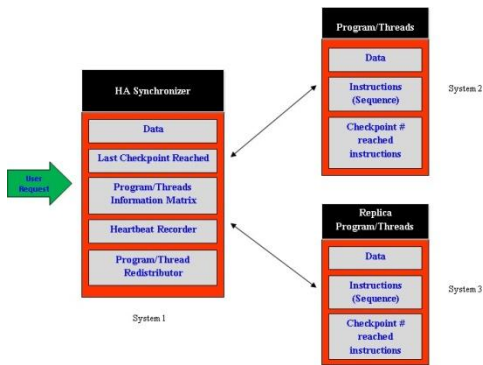 User
Request
HA Synchronizer
Data
Last Checkpoint Reached
Program/Threads
Information Matrix
Heartbeat Recorder
Program/Thread
Redistributor
System 1
Program/Threads
Data
Instructions
(Sequence)
Checkpoint #
reached
instructions
System 2
Replica
Program/Threads
Data
Instructions
(Sequence)
Checkpoint #
reached
instructions
System 3